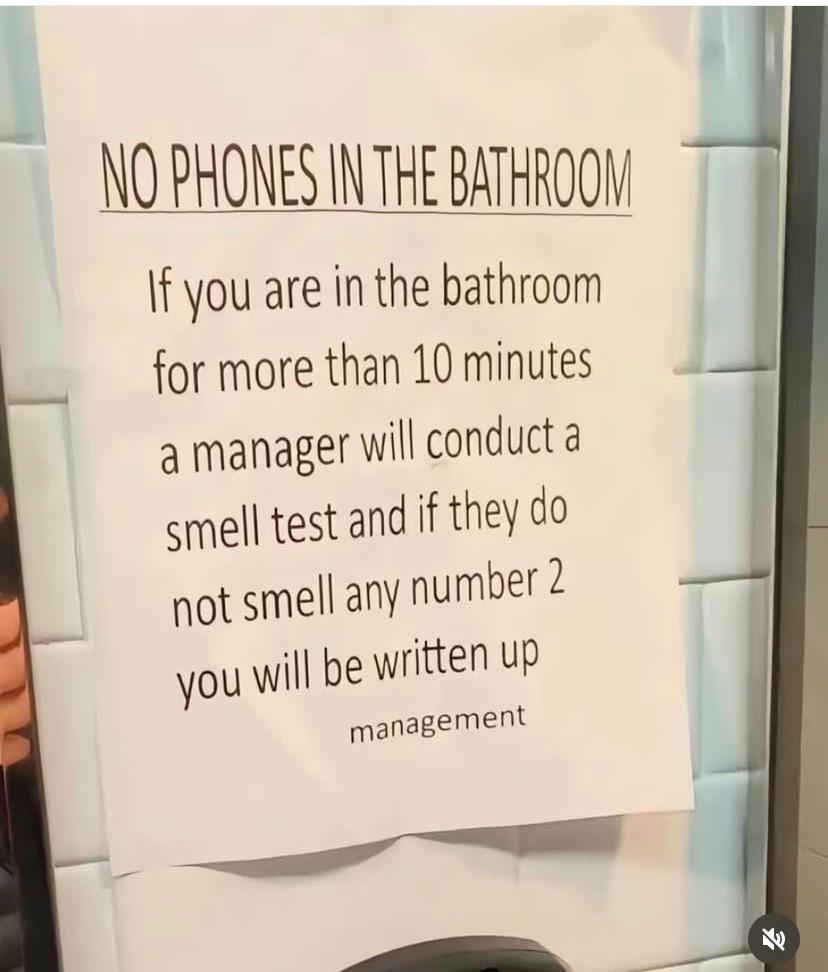 NO PHONES IN THE BATHROOM
If you are in the bathroom
for more than 10 minutes
a manager will conduct a
smell test and if they do
not smell any number 2
you will be written up
management